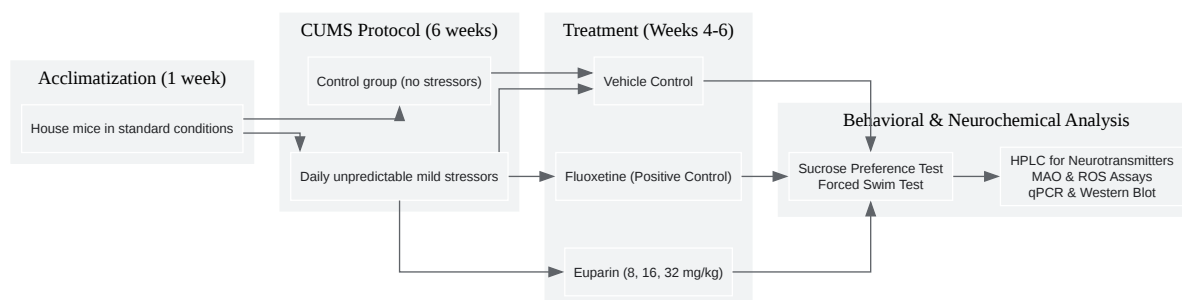 Acclimatization (1 week)
House mice in standard conditions
CUMS Protocol (6 weeks)
Control group (no stressors)
Daily unpredictable mild stressors
Treatment (Weeks 4-6)
Vehicle Control
Fluoxetine (Positive Control)
Euparin (8, 16, 32 mg/kg)
Behavioral & Neurochemical Analysis
Sucrose Preference Test
Forced Swim Test
HPLC for Neurotransmitters
MAO & ROS Assays
qPCR & Western Blot